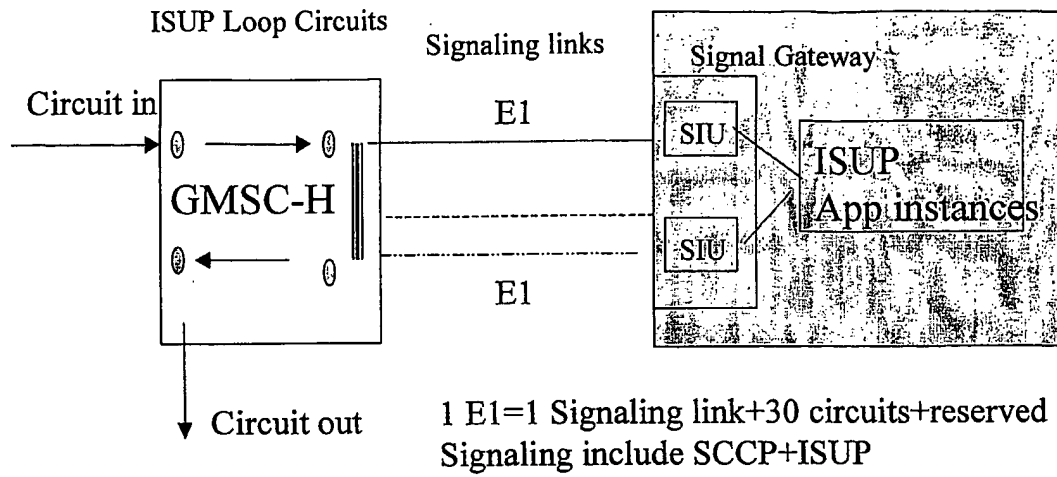 ISUP Loop Circuits
Signaling links
Signal Gateway
Circuit in
E1
SIU
ISUP
App instances
GMSC-H
SIU
E1
Circuit out
1 E1=1 Signaling link+30 circuits+reserved
Signaling include SCCP+ISUP